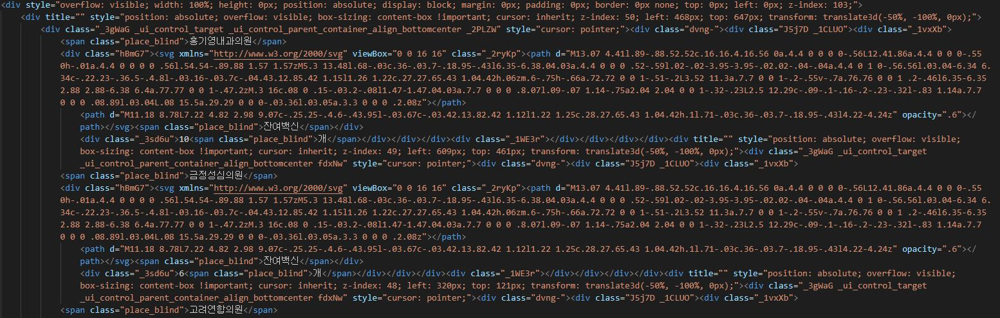 <div style="overflow: visible; width: 100%; height: 0px; position: absolute; display: block; margin: 0px; padding: 0px; border: 0px none; top: 0px; left: 0px; z-index: 103;">
<div title="" style="position: absolute; overflow: visible; box-sizing: content-box !important; cursor: inherit; z-index: 50; left: 468px; top: 647px; transform: translate3d(-50%, -100%, 0px);">
<div class="_3gWaG _ui_control_target _ui_control_parent_container_align_bottomcenter _2PLZW" style="cursor: pointer;"><div class="dvng-"><div class="J5j7D _1CLUO"><div class="_1vxXb">
<span class="place_blind">홍기영내과의원</span>
<div class="hBmG7"><svg xmlns="http://www.w3.org/2000/svg" viewBox="0 0 16 16" class="_2ryKp"><path d="M13.07 4.41l.89-.88.52.52c.16.16.4.16.56 0a.4.4 0 0 0 0-.56L12.41.86a.4.4 0 0 0-.55
0h-.01a.4.4 0 0 0 0 .56l.54.54-.89.88 1.57 1.57zM5.3 13.48l.68-.03c.36-.03.7-.18.95-.43l6.35-6.38.04.03a.4.4 0 0 0 .52-.59l.02-.02-3.95-3.95-.02.02-.04-.04a.4.4 0 1 0-.56.56l.03.04-6.34 6.
34c-.22.23-.36.5-.4.8l-.03.16-.03.7c-.04.43.12.85.42 1.15l1.26 1.22c.27.27.65.43 1.04.42h.06zm.6-.75h-.66a.72.72 0 0 1-.51-.2L3.52 11.3a.7.7 0 0 1-.2-.55v-.7a.76.76 0 0 1 .2-.46l6.35-6.35
2.88 2.88-6.38 6.4a.77.77 0 0 1-.47.2zM.3 16c.08 0 .15-.03.2-.08l1.47-1.47.04.03a.7.7 0 0 0 .8.07l.09-.07 1.14-.75a2.04 2.04 0 0 1-.32-.23L2.5 12.29c-.09-.1-.16-.2-.23-.32l-.83 1.14a.7.7
0 0 0 .08.89l.03.04L.08 15.5a.29.29 0 0 0-.03.36l.03.05a.3.3 0 0 0 .2.08z"></path>
<path d="M11.18 8.78L7.22 4.82 2.98 9.07c-.25.25-.4.6-.43.95l-.03.67c-.03.42.13.82.42 1.12l1.22 1.25c.28.27.65.43 1.04.42h.1l.71-.03c.36-.03.7-.18.95-.43l4.22-4.24z" opacity=".6"></
path></svg><span class="place_blind">잔여백신</span></div>
<div class="_3sd6u">10<span class="place_blind">개</span></div></div></div><div class="_1WE3r"></div></div></div></div><div title="" style="position: absolute; overflow: visible;
box-sizing: content-box !important; cursor: inherit; z-index: 49; left: 609px; top: 461px; transform: translate3d(-50%, -100%, 0px);"><div class="_3gWaG _ui_control_target
_ui_control_parent_container_align_bottomcenter fdxNw" style="cursor: pointer;"><div class="dvng-"><div class="J5j7D _1CLUO"><div class="_1vxXb">
<span class="place_blind">금정성심의원</span>
<div class="hBmG7"><svg xmlns="http://www.w3.org/2000/svg" viewBox="0 0 16 16" class="_2ryKp"><path d="M13.07 4.41l.89-.88.52.52c.16.16.4.16.56 0a.4.4 0 0 0 0-.56L12.41.86a.4.4 0 0 0-.55
0h-.01a.4.4 0 0 0 0 .56l.54.54-.89.88 1.57 1.57zM5.3 13.48l.68-.03c.36-.03.7-.18.95-.43l6.35-6.38.04.03a.4.4 0 0 0 .52-.59l.02-.02-3.95-3.95-.02.02-.04-.04a.4.4 0 1 0-.56.56l.03.04-6.34 6.
34c-.22.23-.36.5-.4.8l-.03.16-.03.7c-.04.43.12.85.42 1.15l1.26 1.22c.27.27.65.43 1.04.42h.06zm.6-.75h-.66a.72.72 0 0 1-.51-.2L3.52 11.3a.7.7 0 0 1-.2-.55v-.7a.76.76 0 0 1 .2-.46l6.35-6.35
2.88 2.88-6.38 6.4a.77.77 0 0 1-.47.2zM.3 16c.08 0 .15-.03.2-.08l1.47-1.47.04.03a.7.7 0 0 0 .8.07l.09-.07 1.14-.75a2.04 2.04 0 0 1-.32-.23L2.5 12.29c-.09-.1-.16-.2-.23-.32l-.83 1.14a.7.7
0 0 0 .08.89l.03.04L.08 15.5a.29.29 0 0 0-.03.36l.03.05a.3.3 0 0 0 .2.08z"></path>
<path d="M11.18 8.78L7.22 4.82 2.98 9.07c-.25.25-.4.6-.43.95l-.03.67c-.03.42.13.82.42 1.12l1.22 1.25c.28.27.65.43 1.04.42h.1l.71-.03c.36-.03.7-.18.95-.43l4.22-4.24z" opacity=".6"></
path></svg><span class="place_blind">잔여백신</span></div>
<div class="_3sd6u">6<span class="place_blind">개</span></div></div></div><div class="_1WE3r"></div></div></div></div><div title="" style="position: absolute; overflow: visible;
box-sizing: content-box !important; cursor: inherit; z-index: 48; left: 320px; top: 121px; transform: translate3d(-50%, -100%, 0px);"><div class="_3gWaG _ui_control_target
_ui_control_parent_container_align_bottomcenter fdxNw" style="cursor: pointer;"><div class="dvng-"><div class="J5j7D _1CLUO"><div class="_1vxXb">
<span class="place_blind">고려연합의원</span>